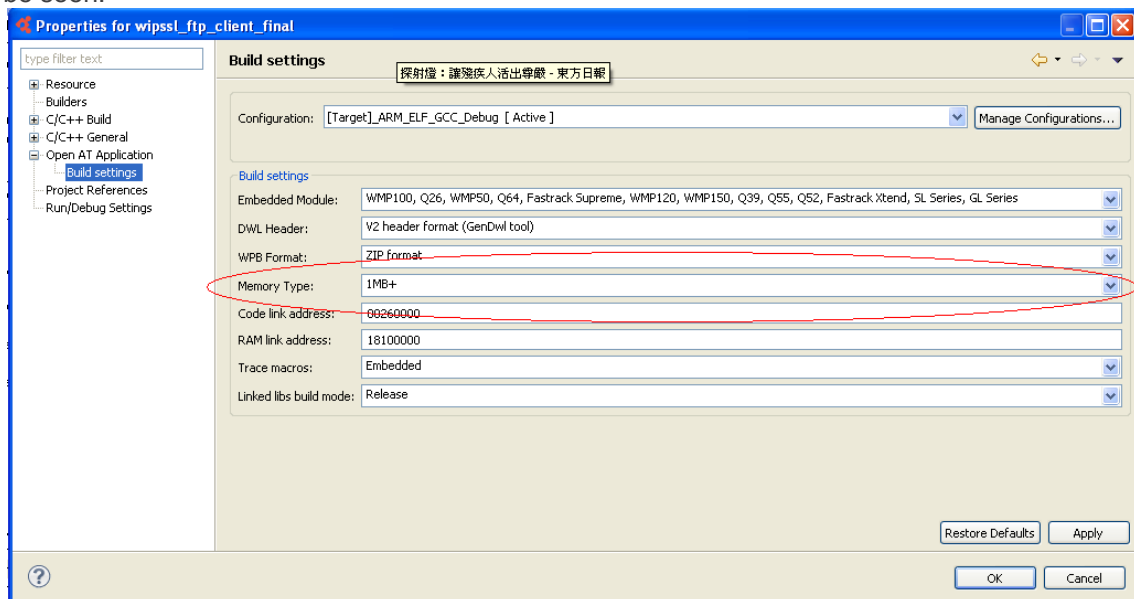 be seen.
Properties for wipssl_ftp_client_final
type filter text
Resource
Builders
C/C++ Build
C/C++ General
Open AT Application
Build settings
Project References
Run/Debug Settings
Build settings
探射燈：讓殘疾人活出尊嚴 - 東方日報
Configuration: [Target]_ARM_ELF_GCC_Debug [ Active ]
Manage Configurations...
Build settings
Embedded Module: WMP100, Q26, WMP50, Q64, Fastrack Supreme, WMP120, WMP150, Q39, Q55, Q52, Fastrack Xtend, SL Series, GL Series
DWL Header: V2 header format (GenDwl tool)
WPB Format: ZIP format
Memory Type: 1MB+
Code link address: 00260000
RAM link address: 18100000
Trace macros: Embedded
Linked libs build mode: Release
Restore Defaults Apply
OK Cancel